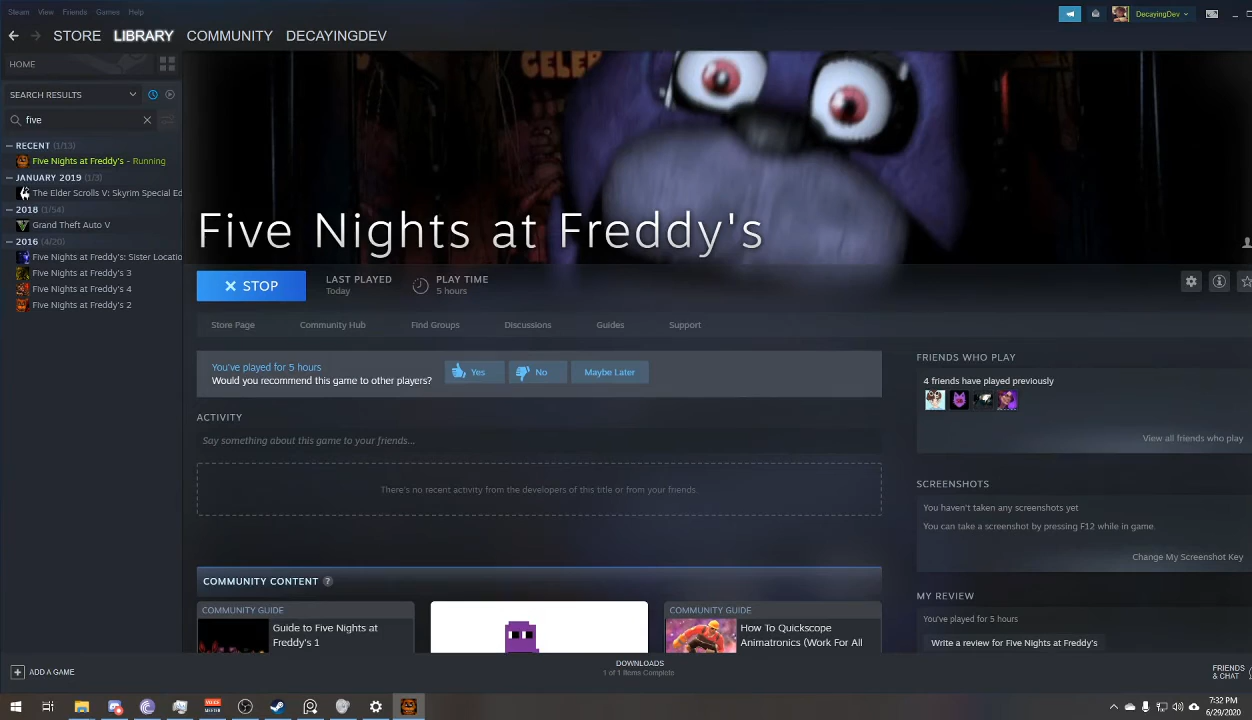 Steam View Friends Games Help
DecayingDev
STORE LIBRARY COMMUNITY DECAYINGDEV
HOME
CELEB
SEARCH RESULTS
five
RECENT (1/13)
Five Nights at Freddy's - Running
JANUARY 2019 (1/3)
The Elder Scrolls V: Skyrim Special Ed
2018 (1/54)
Grand Theft Auto V
2016 (4/20)
Five Nights at Freddy's: Sister Locatio
Five Nights at Freddy's 3
Five Nights at Freddy's 4
Five Nights at Freddy's 2
Five Nights at Freddy's
STOP
LAST PLAYED
Today
PLAY TIME
5 hours
Store Page Community Hub Find Groups Discussions Guides Support
You've played for 5 hours
Would you recommend this game to other players?
Yes No Maybe Later
ACTIVITY
Say something about this game to your friends...
There's no recent activity from the developers of this title or from your friends.
FRIENDS WHO PLAY
4 friends have played previously
View all friends who play
SCREENSHOTS
You haven't taken any screenshots yet
You can take a screenshot by pressing F12 while in game.
Change My Screenshot Key
MY REVIEW
You've played for 5 hours
Write a review for Five Nights at Freddy's
COMMUNITY CONTENT ?
COMMUNITY GUIDE
Guide to Five Nights at
Freddy's 1
COMMUNITY GUIDE
How To Quickscope
Animatronics (Work For All
ADD A GAME
DOWNLOADS
1 of 1 Items Complete
FRIENDS
& CHAT
VOICE
MEETER
7:32 PM
6/29/2020